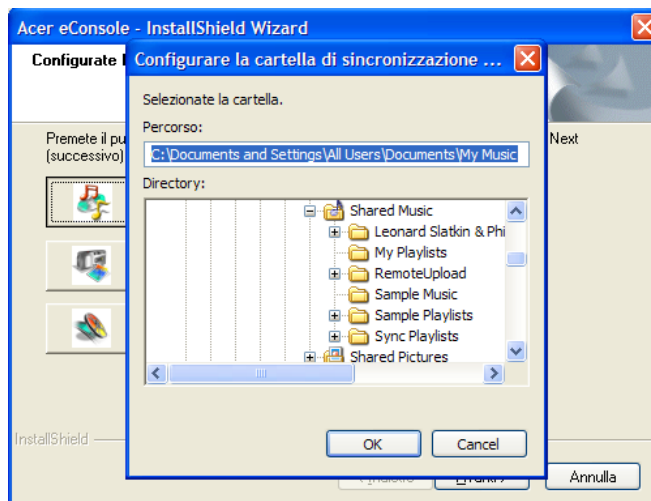 Acer eConsole - InstallShield Wizard
Configurate
Configurare la cartella di sincronizzazione ...
Selezionate la cartella.
Percorso:
C:\Documents and Settings\All Users\Documents\My Music
Directory:
Shared Music
Leonard Slatkin & Phi
My Playlists
RemoteUpload
Sample Music
Sample Playlists
Sync Playlists
Shared Pictures
OK
Cancel
Premete il pu
(successivo)
Next
InstallShield
Annulla